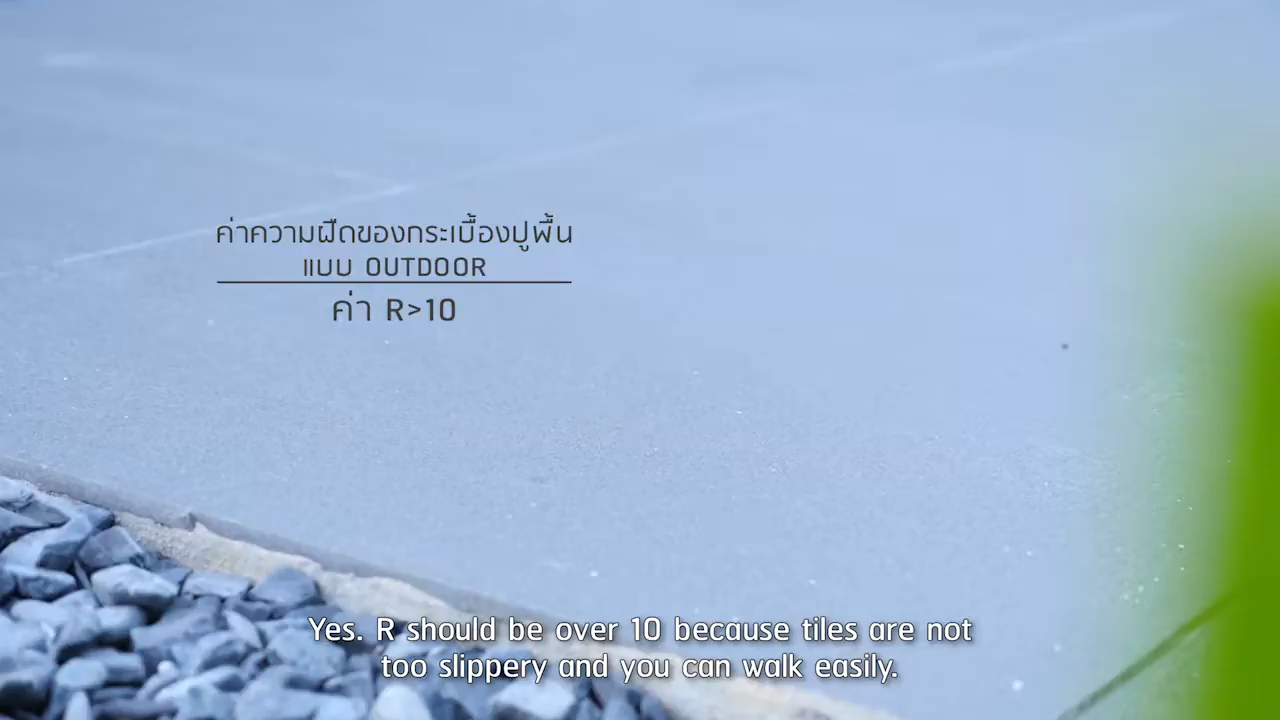 ค่าความฝืดของกระเบื้องปูพื้น
แบบ OUTDOOR
ค่า R>10
Yes. R should be over 10 because tiles are not
too slippery and you can walk easily.